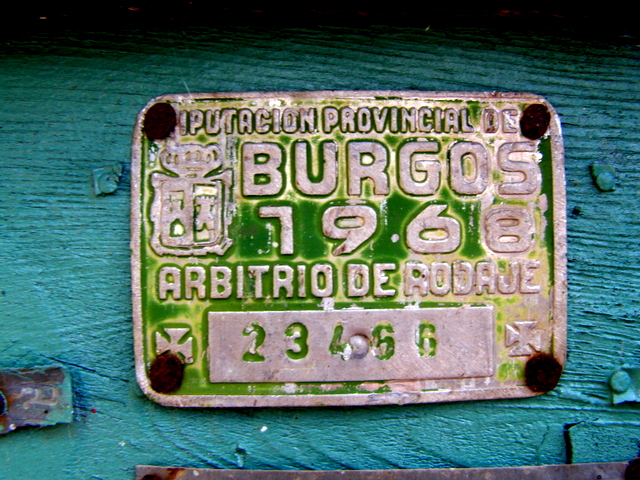 IPUTACION PROVINCIAL DE
BURGOS
1968
ARBITRIO DE RODAJE
23466